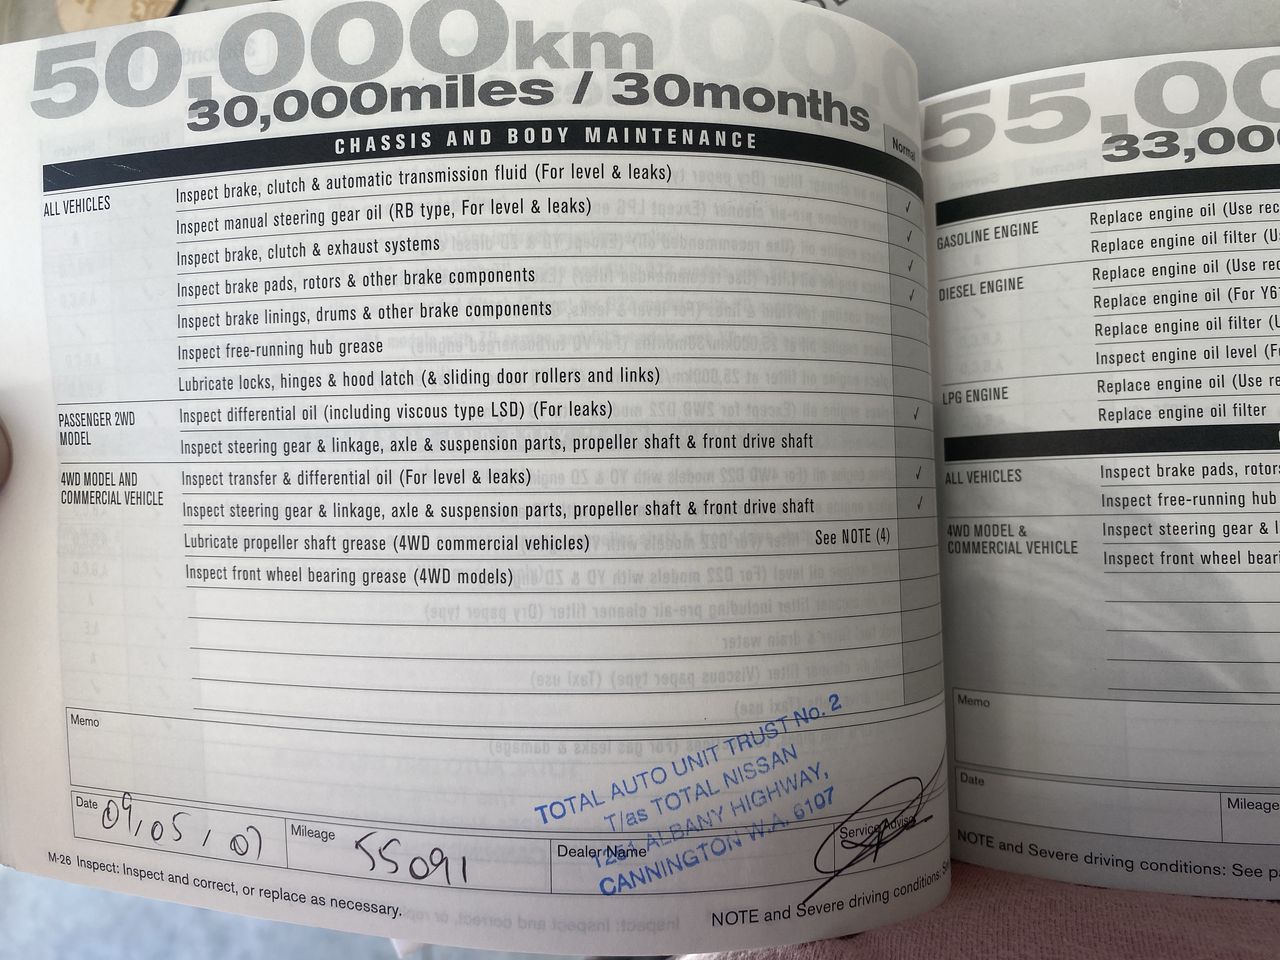 50,000km
30,000miles / 30months
CHASSIS AND BODY MAINTENANCE
Normal
ALL VEHICLES
Inspect brake, clutch & automatic transmission fluid (For level & leaks)
Inspect manual steering gear oil (RB type, For level & leaks) ✓
Inspect brake, clutch & exhaust systems ✓
Inspect brake pads, rotors & other brake components ✓
Inspect brake linings, drums & other brake components ✓
Inspect free-running hub grease
Lubricate locks, hinges & hood latch (& sliding door rollers and links)
PASSENGER 2WD
MODEL
Inspect differential oil (including viscous type LSD) (For leaks) ✓
Inspect steering gear & linkage, axle & suspension parts, propeller shaft & front drive shaft
4WD MODEL AND
COMMERCIAL VEHICLE
Inspect transfer & differential oil (For level & leaks) ✓
Inspect steering gear & linkage, axle & suspension parts, propeller shaft & front drive shaft ✓
Lubricate propeller shaft grease (4WD commercial vehicles) See NOTE (4)
Inspect front wheel bearing grease (4WD models)
Memo
TOTAL AUTO UNIT TRUST No. 2
T/as TOTAL NISSAN
1251 ALBANY HIGHWAY,
CANNINGTON W.A. 6107
Date 09/05/07
Mileage 55091
Dealer Name
Service Advisor
M-26 Inspect: Inspect and correct, or replace as necessary.
NOTE and Severe driving conditions: Se
55,00
33,00
GASOLINE ENGINE
Replace engine oil (Use rec
Replace engine oil filter (U
DIESEL ENGINE
Replace engine oil (Use rec
Replace engine oil (For Y6
Replace engine oil filter (U
Inspect engine oil level (Fo
LPG ENGINE
Replace engine oil (Use re
Replace engine oil filter
ALL VEHICLES
Inspect brake pads, rotors
Inspect free-running hub
4WD MODEL &
COMMERCIAL VEHICLE
Inspect steering gear & l
Inspect front wheel beari
Memo
Date
Mileage
NOTE and Severe driving conditions: See p